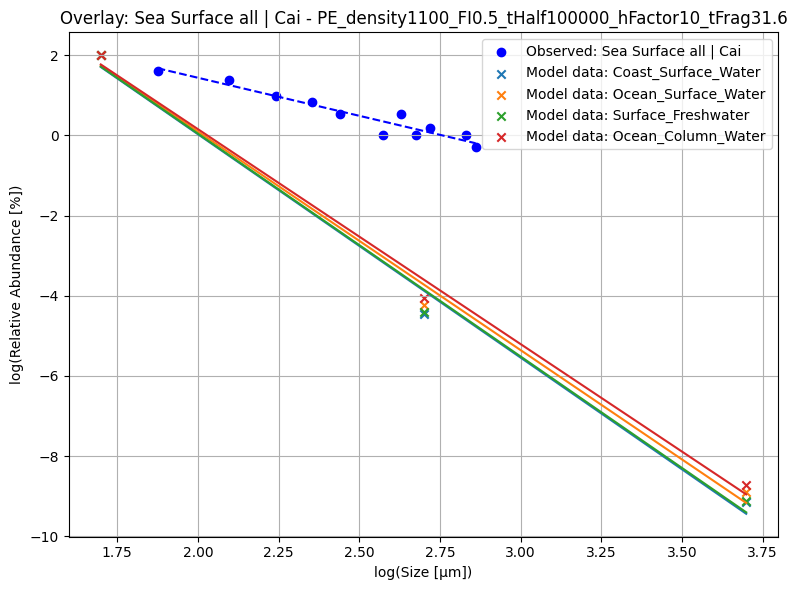 Overlay: Sea Surface all | Cai - PE_density1100_FI0.5_tHalf100000_hFactor10_tFrag31.6
Observed: Sea Surface all | Cai
Model data: Coast_Surface_Water
Model data: Ocean_Surface_Water
Model data: Surface_Freshwater
Model data: Ocean_Column_Water
log(Relative Abundance [%])
2
0
−2
−4
−6
−8
−10
1.75 2.00 2.25 2.50 2.75 3.00 3.25 3.50 3.75
log(Size [µm])